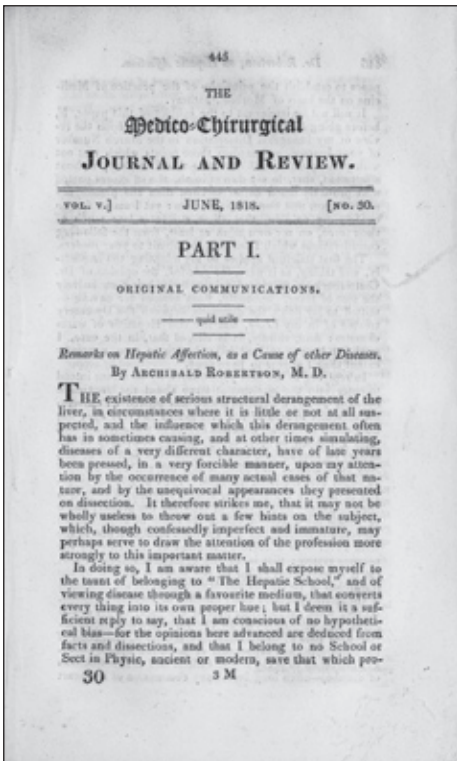 445
THE
Medico-Chirurgical
JOURNAL AND REVIEW.
VOL. V.] JUNE, 1818. [NO. 30.
PART I.
ORIGINAL COMMUNICATIONS.
quid utile
Remarks on Hepatic Affection, as a Cause of other Diseases.
By ARCHIBALD ROBERTSON, M. D.
THE existence of serious structural derangement of the
liver, in circumstances where it is little or not at all sus-
pected, and the influence which this derangement often
has in sometimes causing, and at other times simulating,
diseases of a very different character, have of late years
been pressed, in a very forcible manner, upon my atten-
tion by the occurrence of many actual cases of that na-
ture, and by the unequivocal appearances they presented
on dissection. It therefore strikes me, that it may not be
wholly useless to throw out a few hints on the subject,
which, though confessedly imperfect and immature, may
perhaps serve to draw the attention of the profession more
strongly to this important matter.
In doing so, I am aware that I shall expose myself to
the taunt of belonging to "The Hepatic School," and of
viewing disease through a favourite medium, that converts
every thing into its own proper hue; but I deem it a suf-
ficient reply to say, that I am conscious of no hypotheti-
cal bias—for the opinions here advanced are deduced from
facts and dissections, and that I belong to no School or
Sect in Physic, ancient or modern, save that which pro-
30 3 M